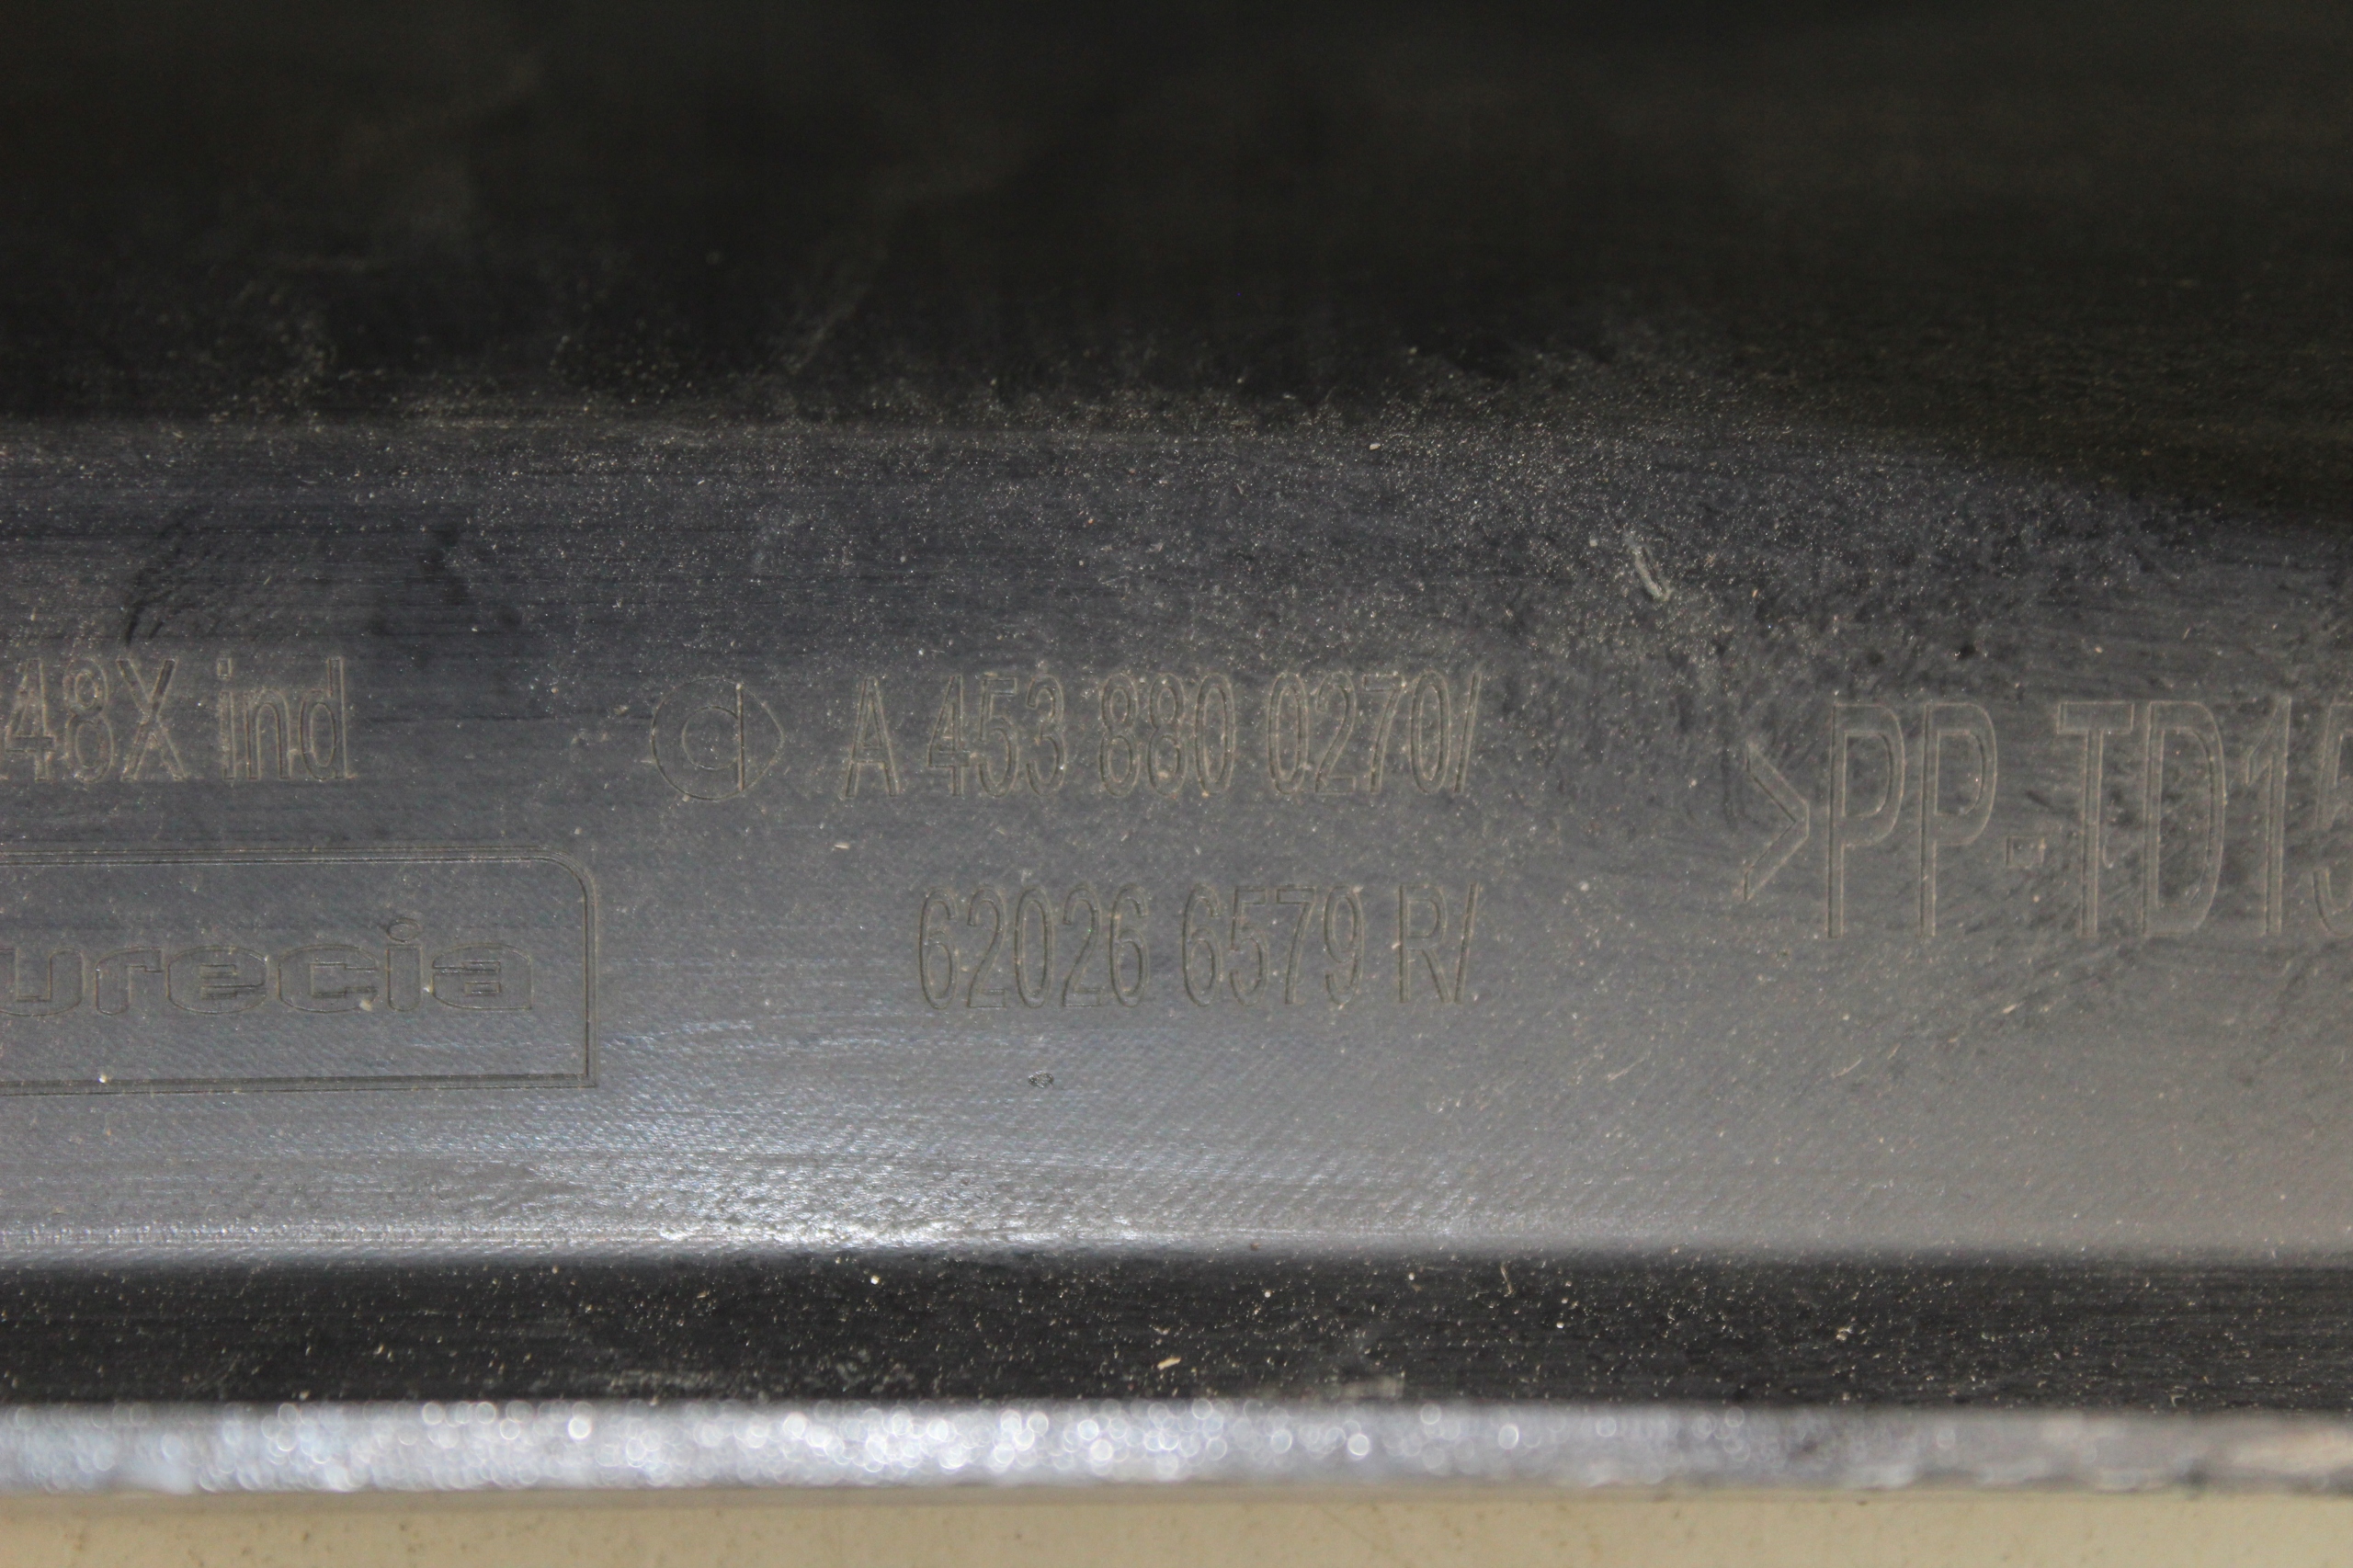 48X ind
A 453 880 0270/
62026 6579 R/
>PP-TD15
urecia